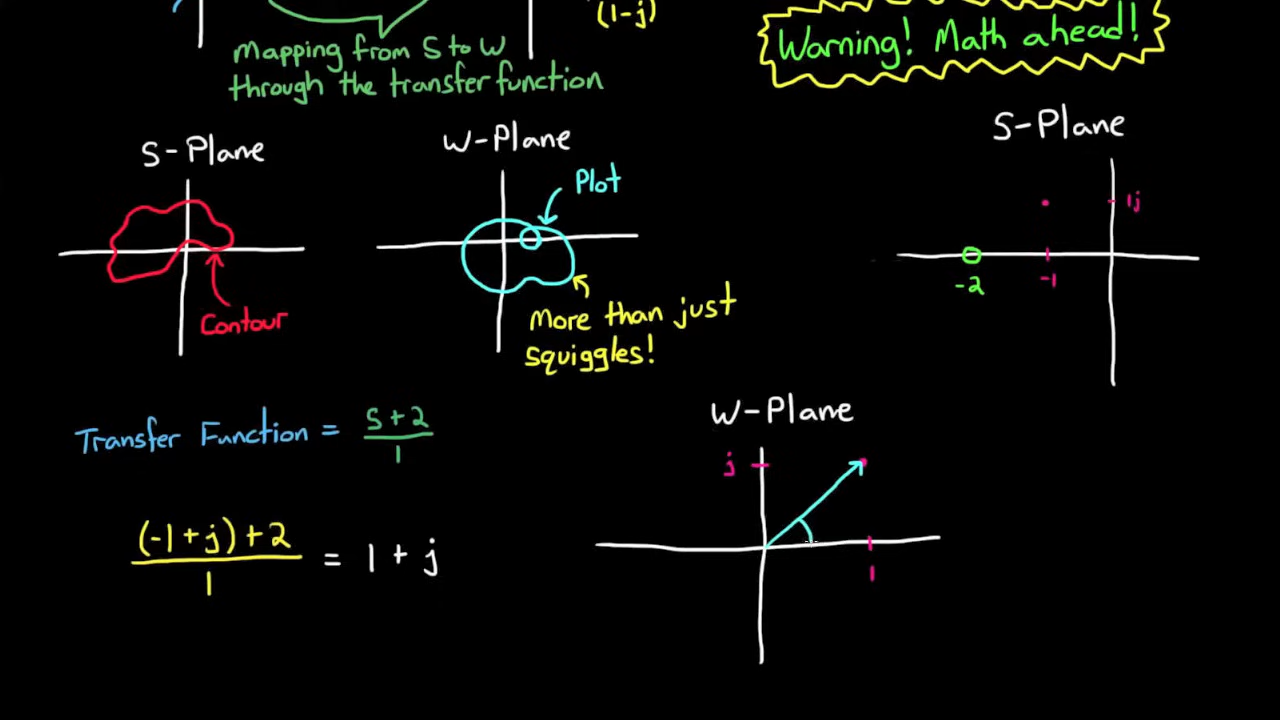 (1-j)
Mapping from S to W
through the transfer function
Warning! Math ahead!
S-Plane
W-Plane
Plot
Contour
More than just
squiggles!
S-Plane
1j
-2
-1
Transfer Function = S+2
1
(-1+j)+2
1
= 1 + j
W-Plane
j
1